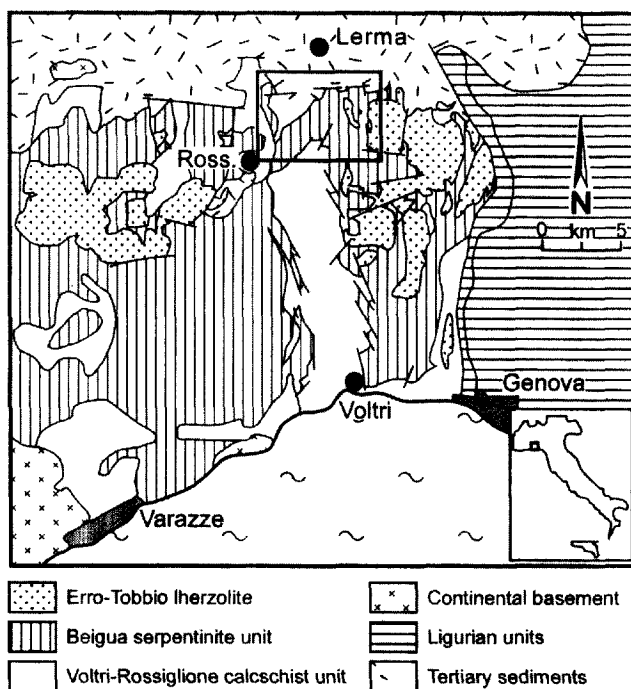 Lerma
1
Ross.
N
0 km 5
Genova
Voltri
Varazze
Erro-Tobbio lherzolite
Continental basement
Beigua serpentinite unit
Ligurian units
Voltri-Rossiglione calcschist unit
Tertiary sediments